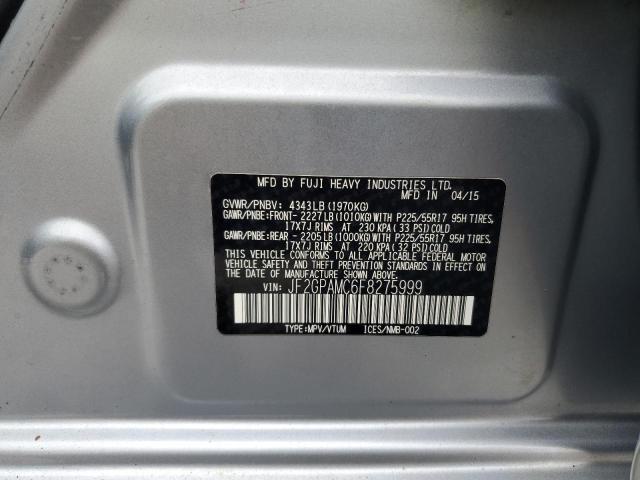 MFD BY FUJI HEAVY INDUSTRIES LTD.
MFD. IN 04/15
GVWR/PNBV: 4343LB (1970KG)
GAWR/PNBE:FRONT- 2227LB(1010KG)WITH P225/55R17 95H TIRES,
17X7J RIMS AT 230 KPA( 33 PSI)COLD
GAWR/PNBE:REAR - 2205LB(1000KG)WITH P225/55R17 95H TIRES,
17X7J RIMS AT 220 KPA( 32 PSI)COLD
THIS VEHICLE CONFORMS TO ALL APPLICABLE FEDERAL MOTOR
VEHICLE SAFETY AND THEFT PREVENTION STANDARDS IN EFFECT
ON THE DATE OF MANUFACTURE SHOWN ABOVE.
VIN: JF2GPAMC6F8275999
TYPE:MPV/VTUM ICES/NMB-002